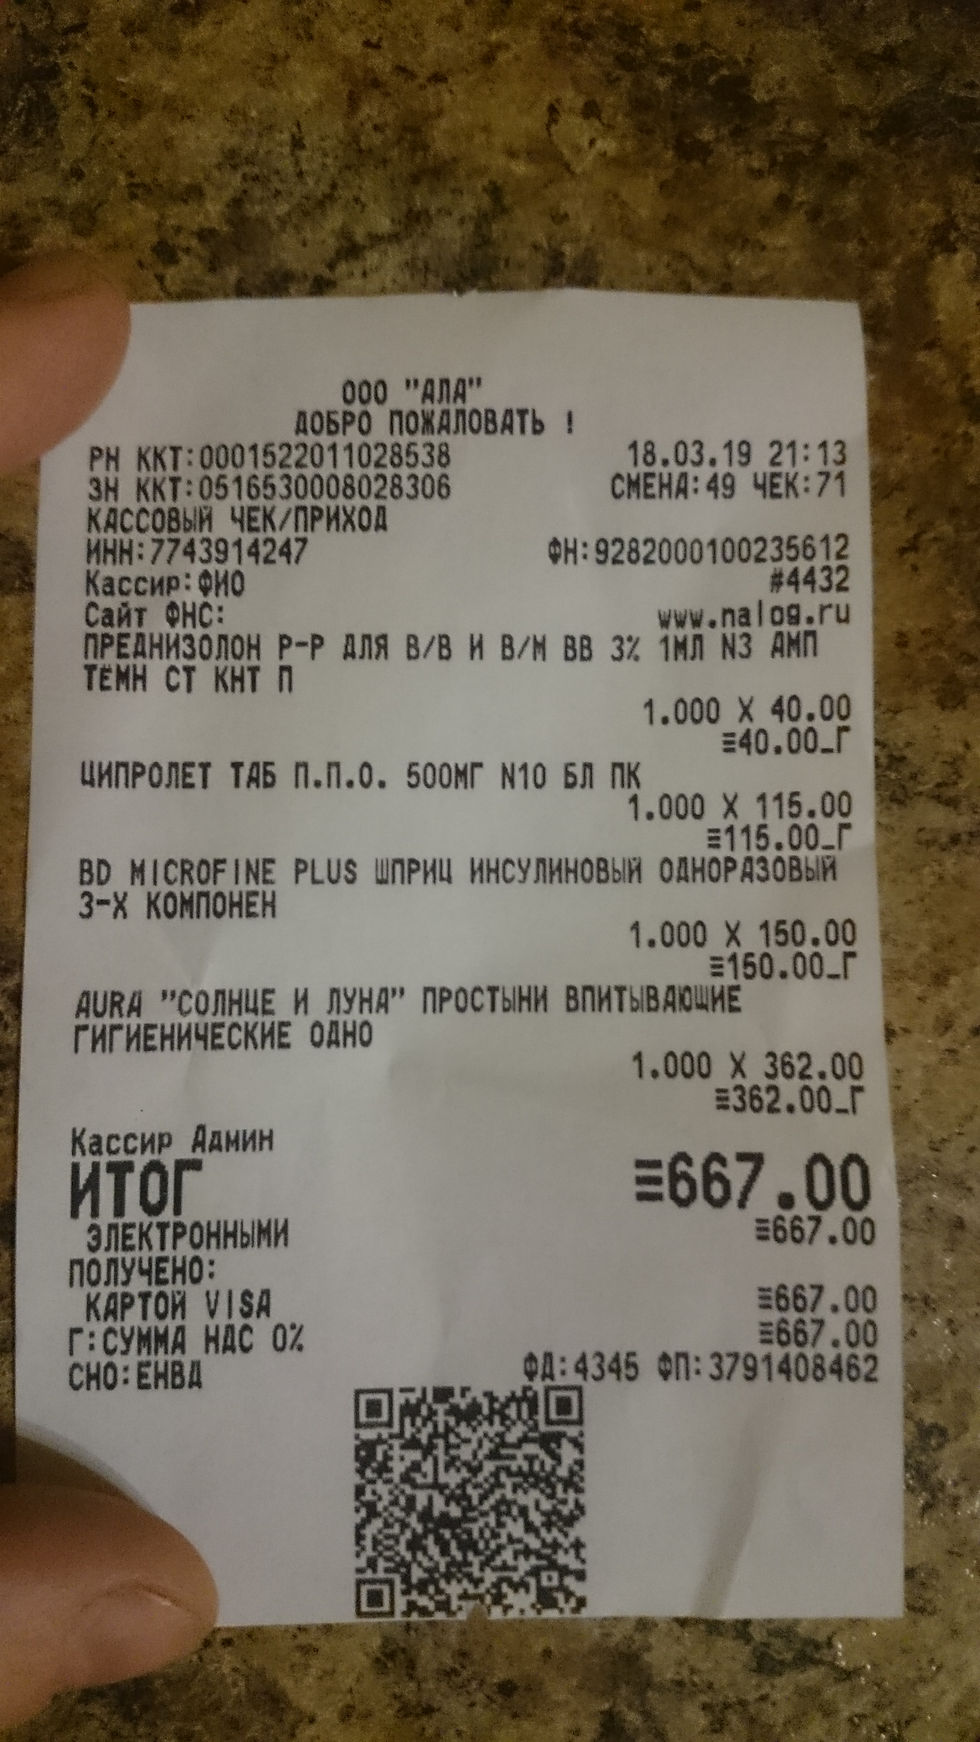 ООО "АЛА"
ДОБРО ПОЖАЛОВАТЬ !
РН ККТ:0001522011028538 18.03.19 21:13
ЗН ККТ:0516530008028306 СМЕНА:49 ЧЕК:71
КАССОВЫЙ ЧЕК/ПРИХОД
ИНН:7743914247 ФН:9282000100235612
Кассир:ФИО #4432
Сайт ФНС: www.nalog.ru
ПРЕДНИЗОЛОН Р-Р ДЛЯ В/В И В/М ВВ 3% 1МЛ N3 АМП
ТЕМН СТ КНТ П
1.000 X 40.00
≡40.00_Г
ЦИПРОЛЕТ ТАБ П.П.О. 500МГ N10 БЛ ПК
1.000 X 115.00
≡115.00_Г
BD MICROFINE PLUS ШПРИЦ ИНСУЛИНОВЫЙ ОДНОРАЗОВЫЙ
3-Х КОМПОНЕН
1.000 X 150.00
≡150.00_Г
AURA "СОЛНЦЕ И ЛУНА" ПРОСТЫНИ ВПИТЫВАЮЩИЕ
ГИГИЕНИЧЕСКИЕ ОДНО
1.000 X 362.00
≡362.00_Г
Кассир Админ
ИТОГ ≡667.00
ЭЛЕКТРОННЫМИ ≡667.00
ПОЛУЧЕНО:
КАРТОЙ VISA ≡667.00
Г:СУММА НДС 0% ≡667.00
СНО:ЕНВД ФД:4345 ФП:3791408462